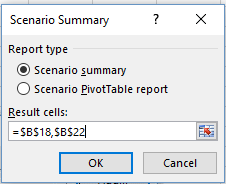 Scenario Summary
Report type
Scenario summary
Scenario PivotTable report
Result cells:
=$B$18,$B$22
OK
Cancel